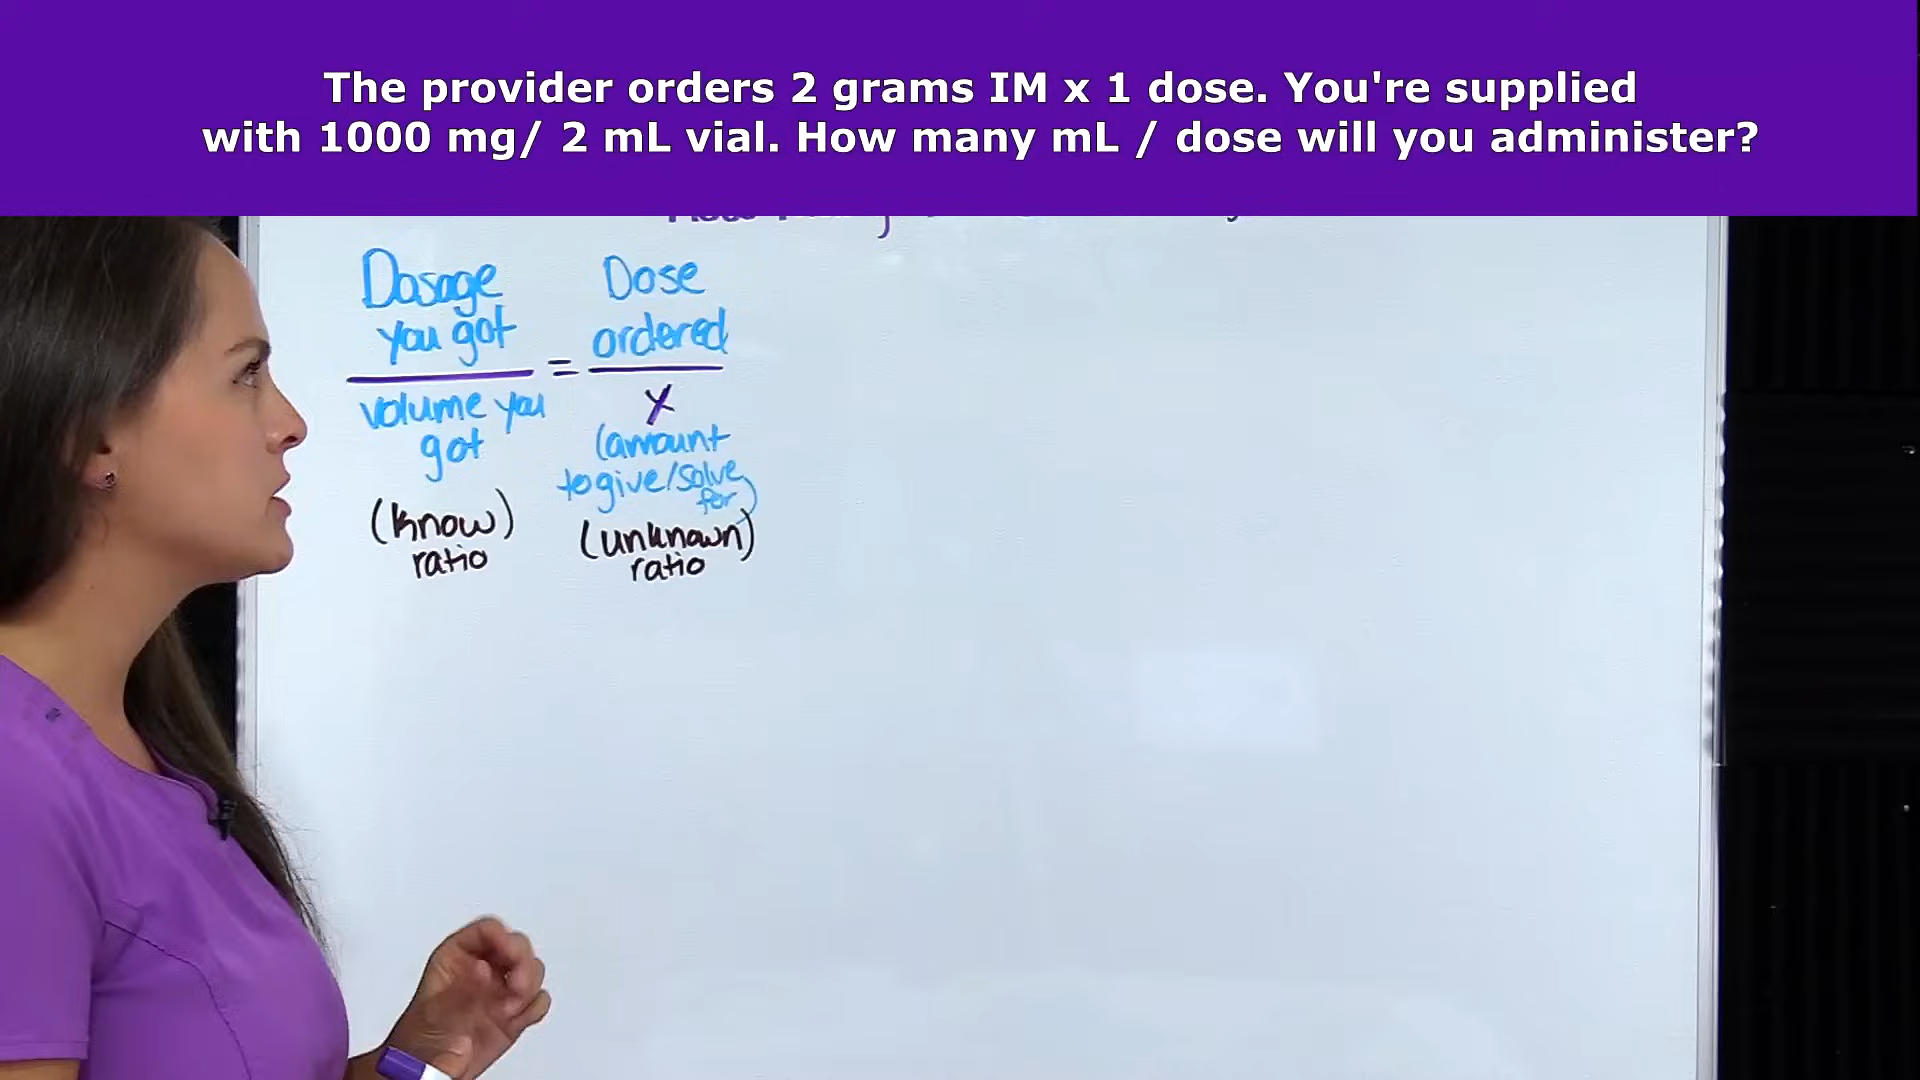 The provider orders 2 grams IM x 1 dose. You're supplied
with 1000 mg/ 2 mL vial. How many mL / dose will you administer?
Dosage
you got
volume you
got
(know)
ratio
=
Dose
ordered
X
(amount
to give/solve
for)
(unknown)
ratio